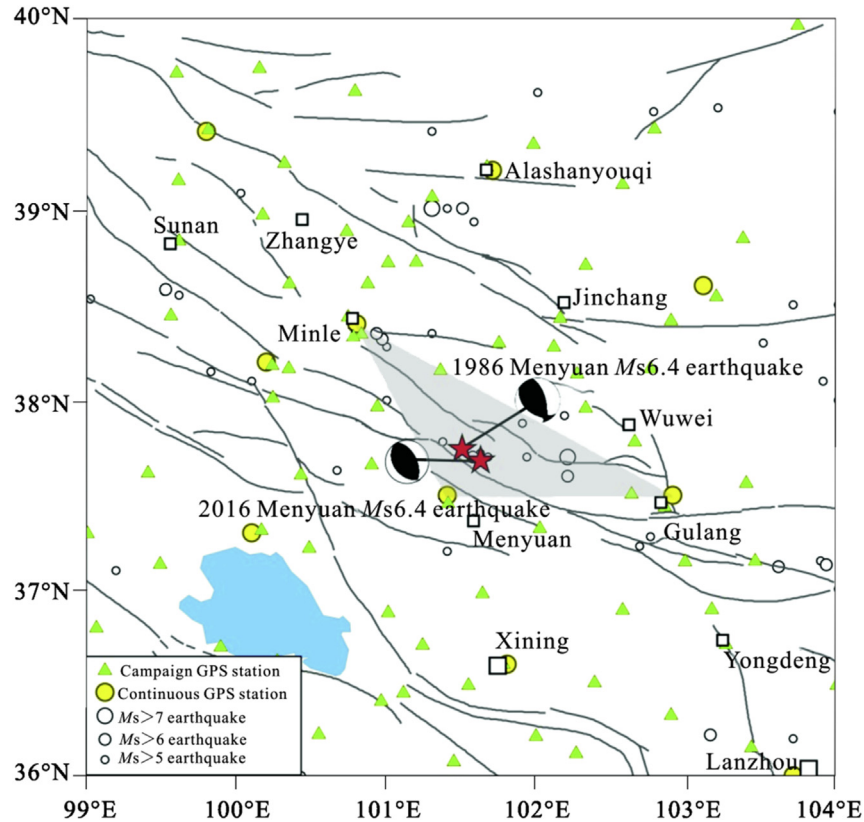 40°N
39°N
38°N
37°N
36°N
Alashanyouqi
Sunan
Zhangye
Jinchang
Minle
1986 Menyuan Ms6.4 earthquake
Wuwei
2016 Menyuan Ms6.4 earthquake
Menyuan
Gulang
Xining
Yongdeng
Lanzhou
Campaign GPS station
Continuous GPS station
Ms>7 earthquake
Ms>6 earthquake
Ms>5 earthquake
99°E
100°E
101°E
102°E
103°E
104°E